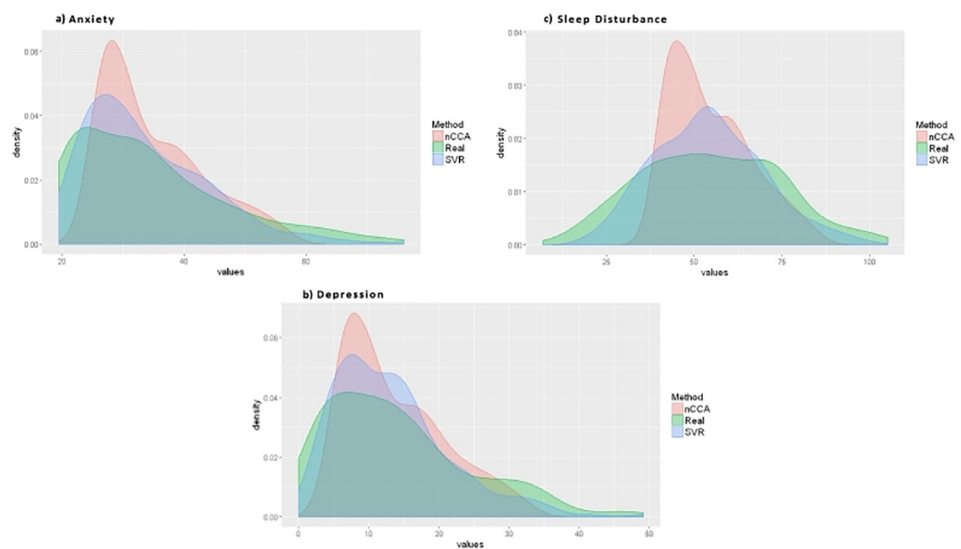 a) Anxiety
density
0.06
0.04
0.02
0.00
20
40
60
values
Method
nCCA
Real
SVR
c) Sleep Disturbance
density
0.04
0.03
0.02
0.01
0.00
25
50
75
100
values
Method
nCCA
Real
SVR
b) Depression
density
0.06
0.04
0.02
0.00
0
10
20
30
40
50
values
Method
nCCA
Real
SVR